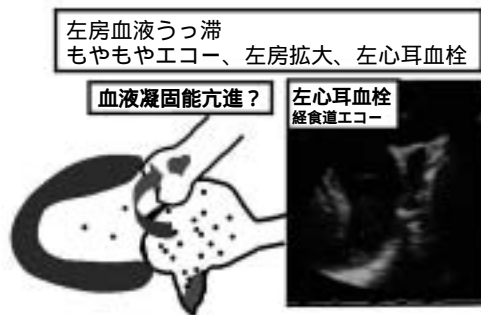 左房血液うっ滞
もやもやエコー、左房拡大、左心耳血栓
血液凝固能亢進？
左心耳血栓
経食道エコー